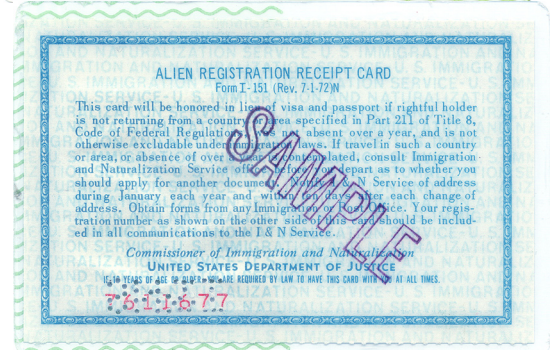 ALIEN REGISTRATION RECEIPT CARD
Form I-151 (Rev. 7-1-72)N
This card will be honored in lieu of visa and passport if rightful holder
is not returning from a country or area specified in Part 211 of Title 8,
Code of Federal Regulations, is absent over a year, and is not
otherwise excludable under immigration laws. If travel in such a country
or area, or absence of over a year is contemplated, consult Immigration
and Naturalization Service office before depart as to whether you
should apply for another document. Notify I & N Service of address
during January each year and within ten days after each change of
address. Obtain forms from any Immigration or Post Office. Your regis-
tration number as shown on the other side of this card should be includ-
ed in all communications to the I & N Service.
SAMPLE
Commissioner of Immigration and Naturalization
UNITED STATES DEPARTMENT OF JUSTICE
IF 18 YEARS OF AGE OR OLDER, YOU ARE REQUIRED BY LAW TO HAVE THIS CARD WITH YOU AT ALL TIMES.
7611677